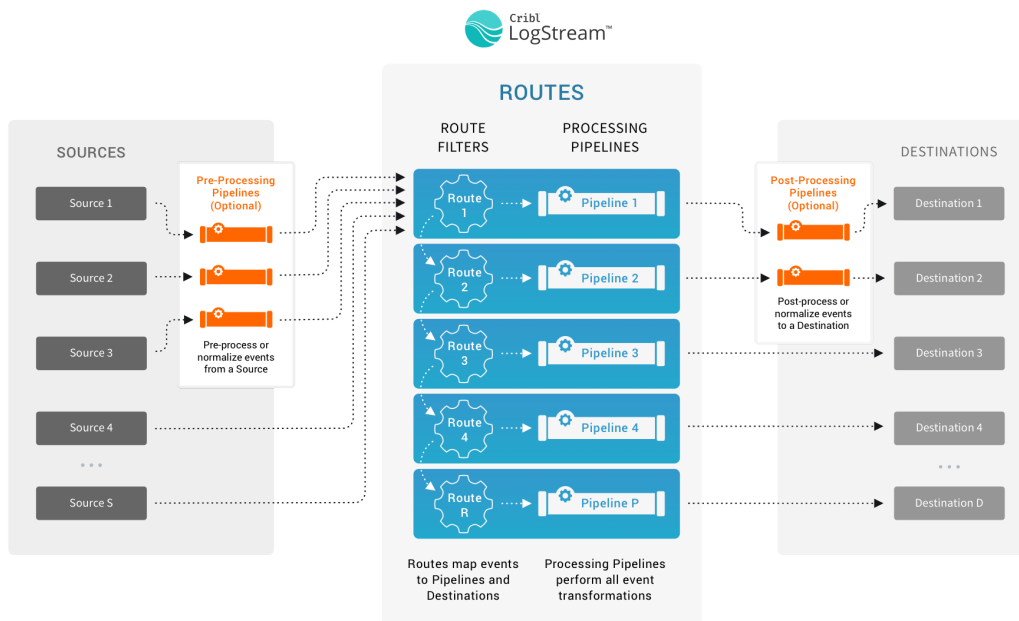 Cribl
LogStream™
ROUTES
SOURCES
ROUTE
FILTERS
PROCESSING
PIPELINES
DESTINATIONS
Pre-Processing
Pipelines
(Optional)
Post-Processing
Pipelines
(Optional)
Source 1
Source 2
Source 3
Source 4
...
Source S
Pre-process or
normalize events
from a Source
Route
1
Pipeline 1
Route
2
Pipeline 2
Route
3
Pipeline 3
Route
4
Pipeline 4
Route
R
Pipeline P
Post-process or
normalize events
to a Destination
Destination 1
Destination 2
Destination 3
Destination 4
...
Destination D
Routes map events
to Pipelines and
Destinations
Processing Pipelines
perform all event
transformations